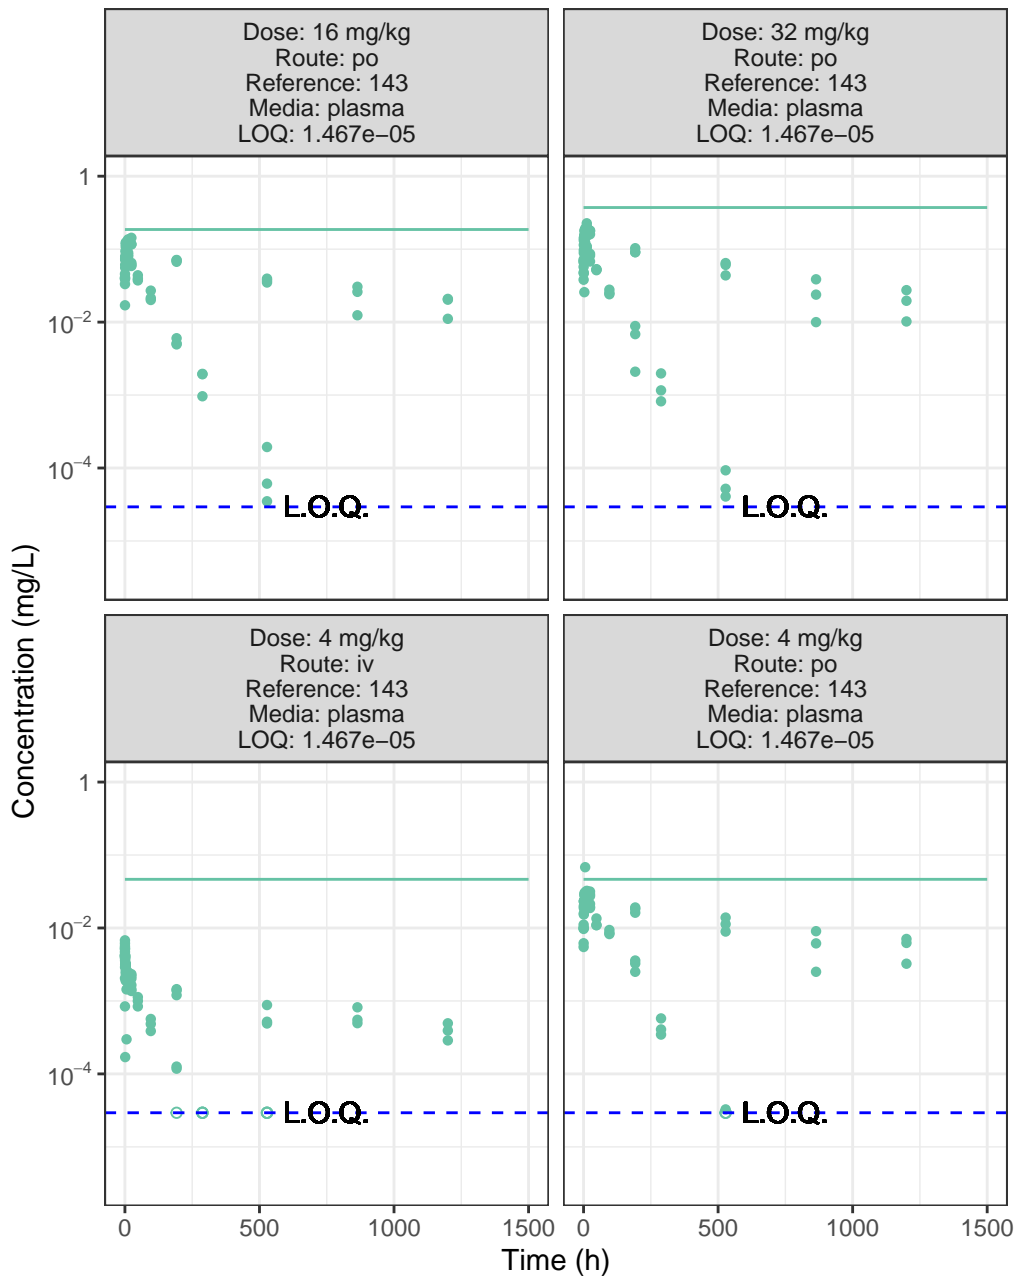 Dose: 16 mg/kg
Route: po
Reference: 143
Media: plasma
LOQ: 1.467e−05
Dose: 32 mg/kg
Route: po
Reference: 143
Media: plasma
LOQ: 1.467e−05
1
10−2
10−4
L.O.Q.
L.O.Q.
Concentration (mg/L)
Dose: 4 mg/kg
Route: iv
Reference: 143
Media: plasma
LOQ: 1.467e−05
Dose: 4 mg/kg
Route: po
Reference: 143
Media: plasma
LOQ: 1.467e−05
1
10−2
10−4
L.O.Q.
L.O.Q.
0 500 1000 1500 0 500 1000 1500
Time (h)